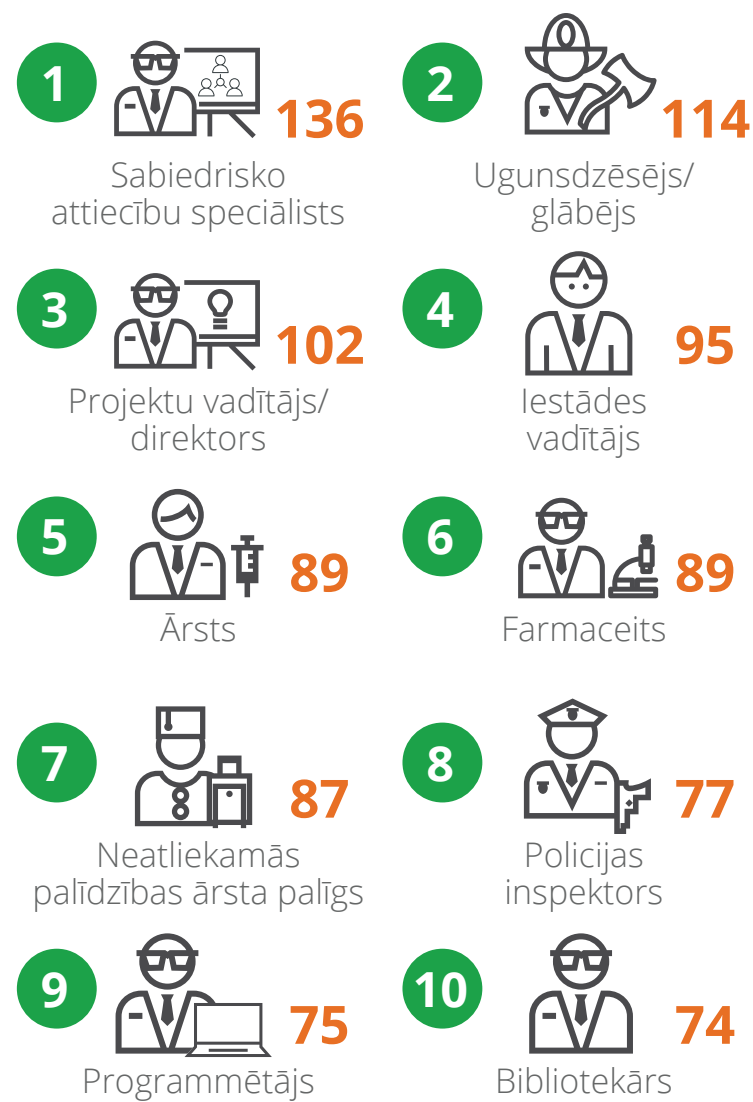 1
136
Sabiedrisko
attiecību speciālists
2
114
Ugunsdzēsējs/
glābējs
3
102
Projektu vadītājs/
direktors
4
95
Iestādes
vadītājs
5
89
Ārsts
6
89
Farmaceits
7
87
Neatliekamās
palīdzības ārsta palīgs
8
77
Policijas
inspektors
9
75
Programmētājs
10
74
Bibliotekārs